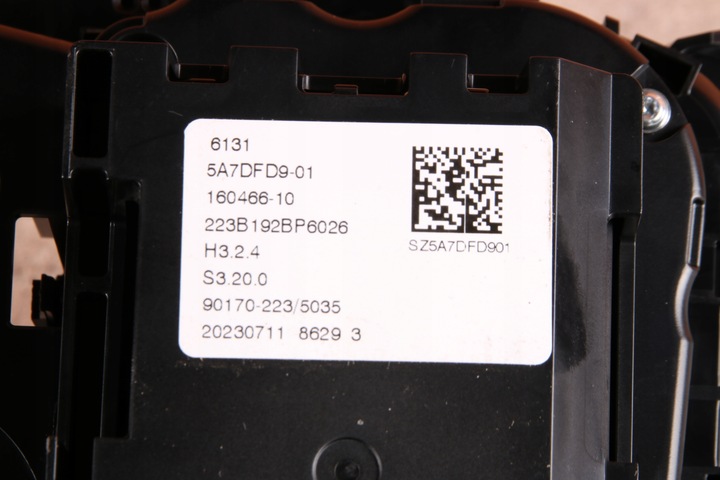 6131
5A7DFD9-01
160466-10
223B192BP6026
H3.2.4
S3.20.0
90170-223/5035
20230711 8629 3
SZ5A7DFD901